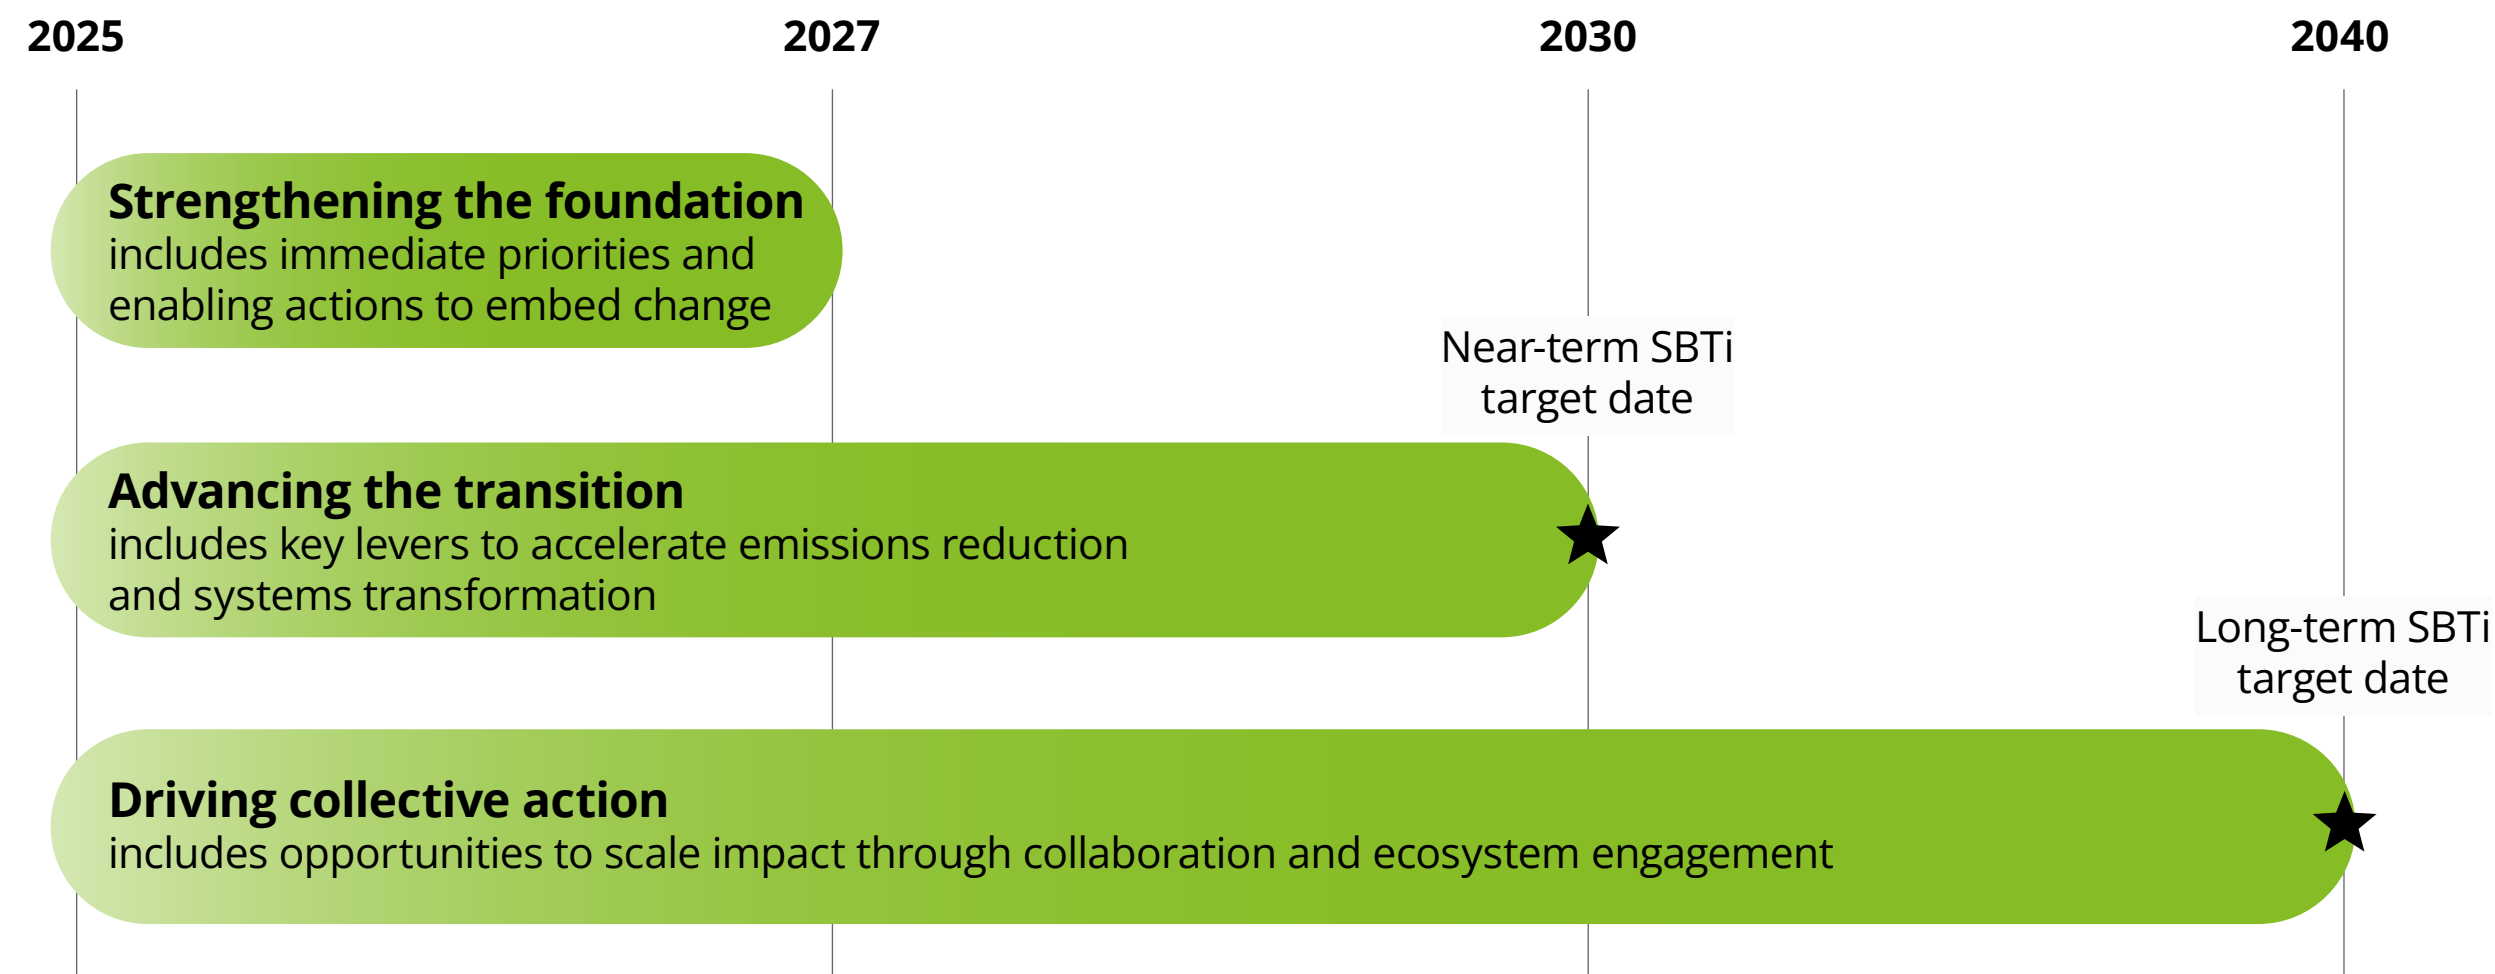 2025
2027
2030
2040
Strengthening the foundation
includes immediate priorities and
enabling actions to embed change
Near-term SBTi
target date
Advancing the transition
includes key levers to accelerate emissions reduction
and systems transformation
Long-term SBTi
target date
Driving collective action
includes opportunities to scale impact through collaboration and ecosystem engagement